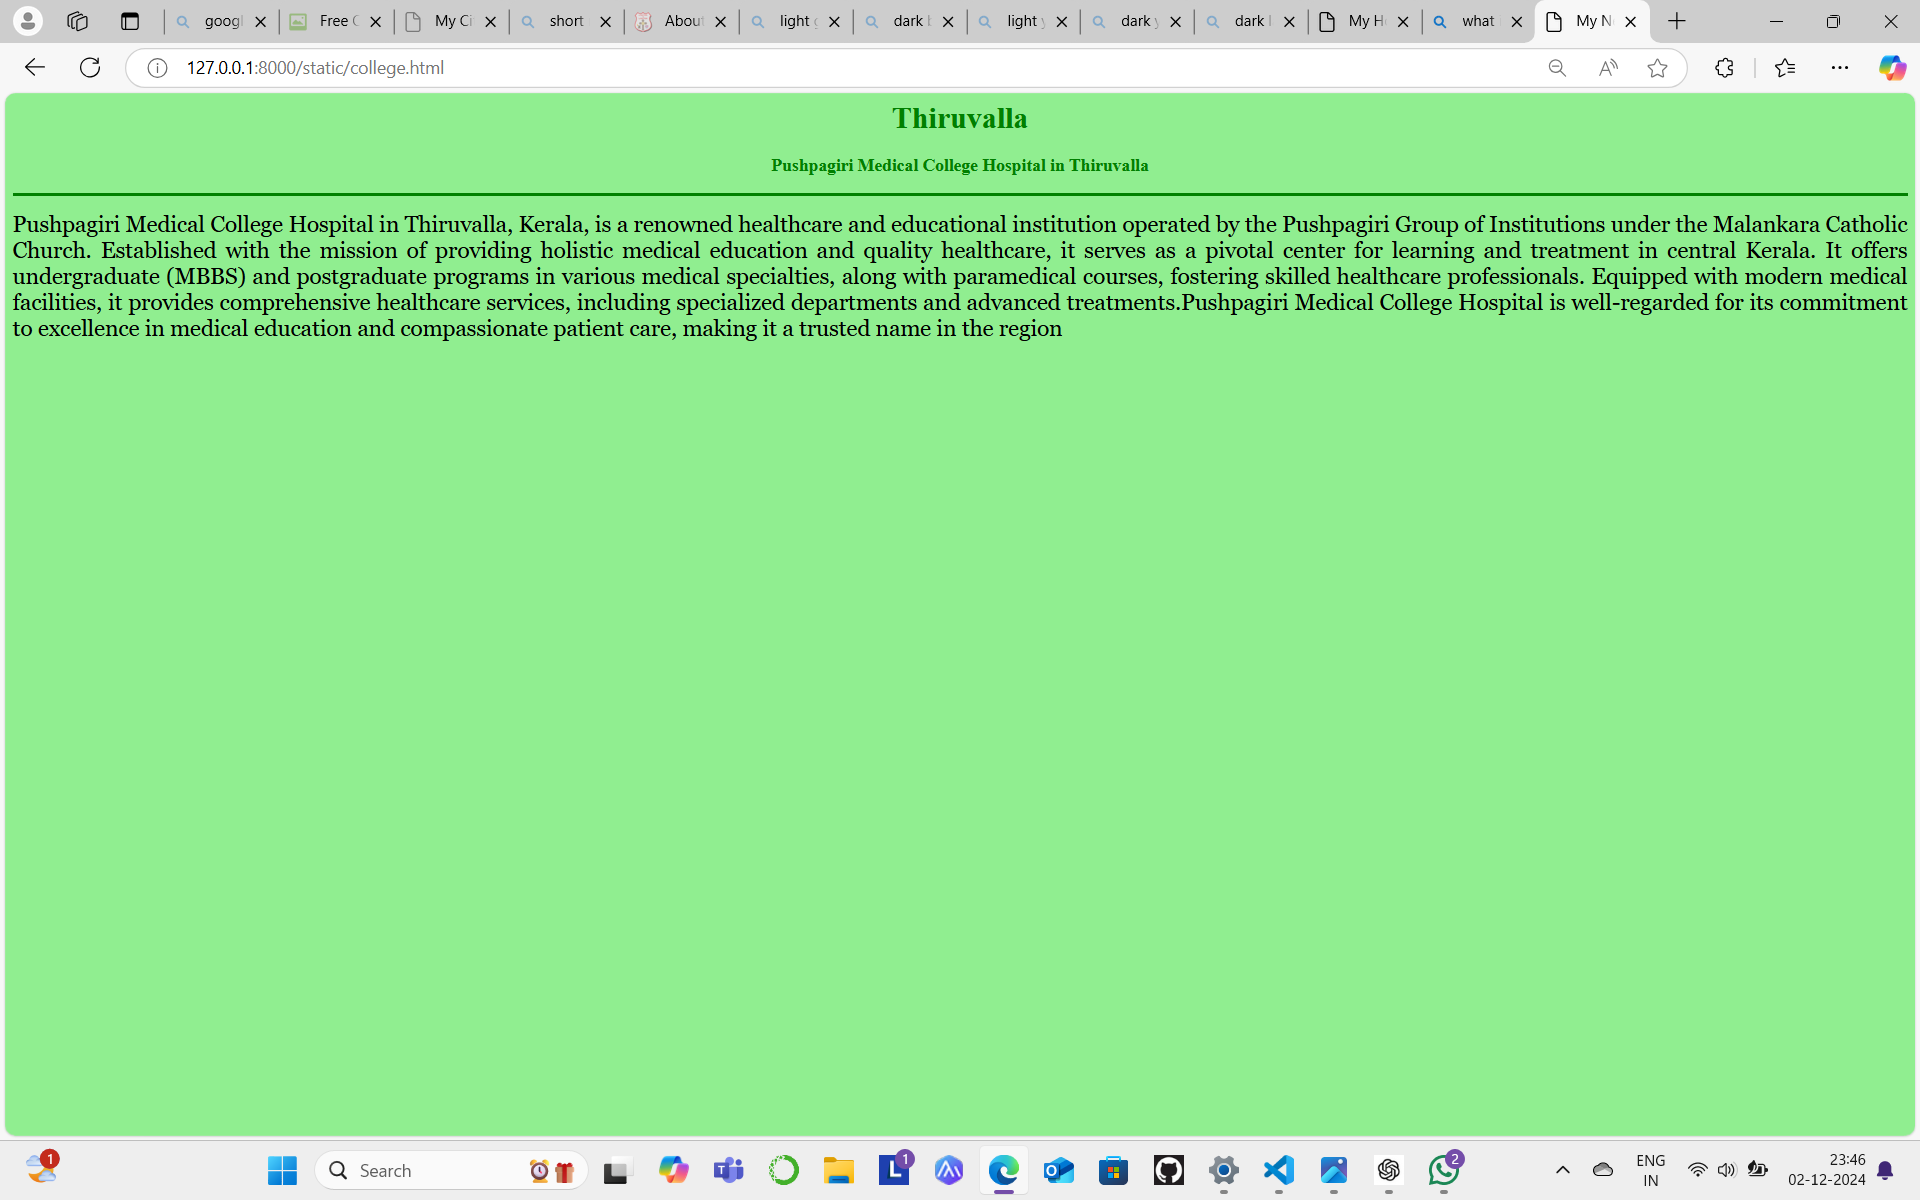 googl
Free C
My Ci
short
About
light g
dark b
light y
dark y
dark l
My H
what
My N
127.0.0.1:8000/static/college.html
Thiruvalla
Pushpagiri Medical College Hospital in Thiruvalla
Pushpagiri Medical College Hospital in Thiruvalla, Kerala, is a renowned healthcare and educational institution operated by the Pushpagiri Group of Institutions under the Malankara Catholic
Church. Established with the mission of providing holistic medical education and quality healthcare, it serves as a pivotal center for learning and treatment in central Kerala. It offers
undergraduate (MBBS) and postgraduate programs in various medical specialties, along with paramedical courses, fostering skilled healthcare professionals. Equipped with modern medical
facilities, it provides comprehensive healthcare services, including specialized departments and advanced treatments.Pushpagiri Medical College Hospital is well-regarded for its commitment
to excellence in medical education and compassionate patient care, making it a trusted name in the region
1
Search
1
2
ENG
IN
23:46
02-12-2024